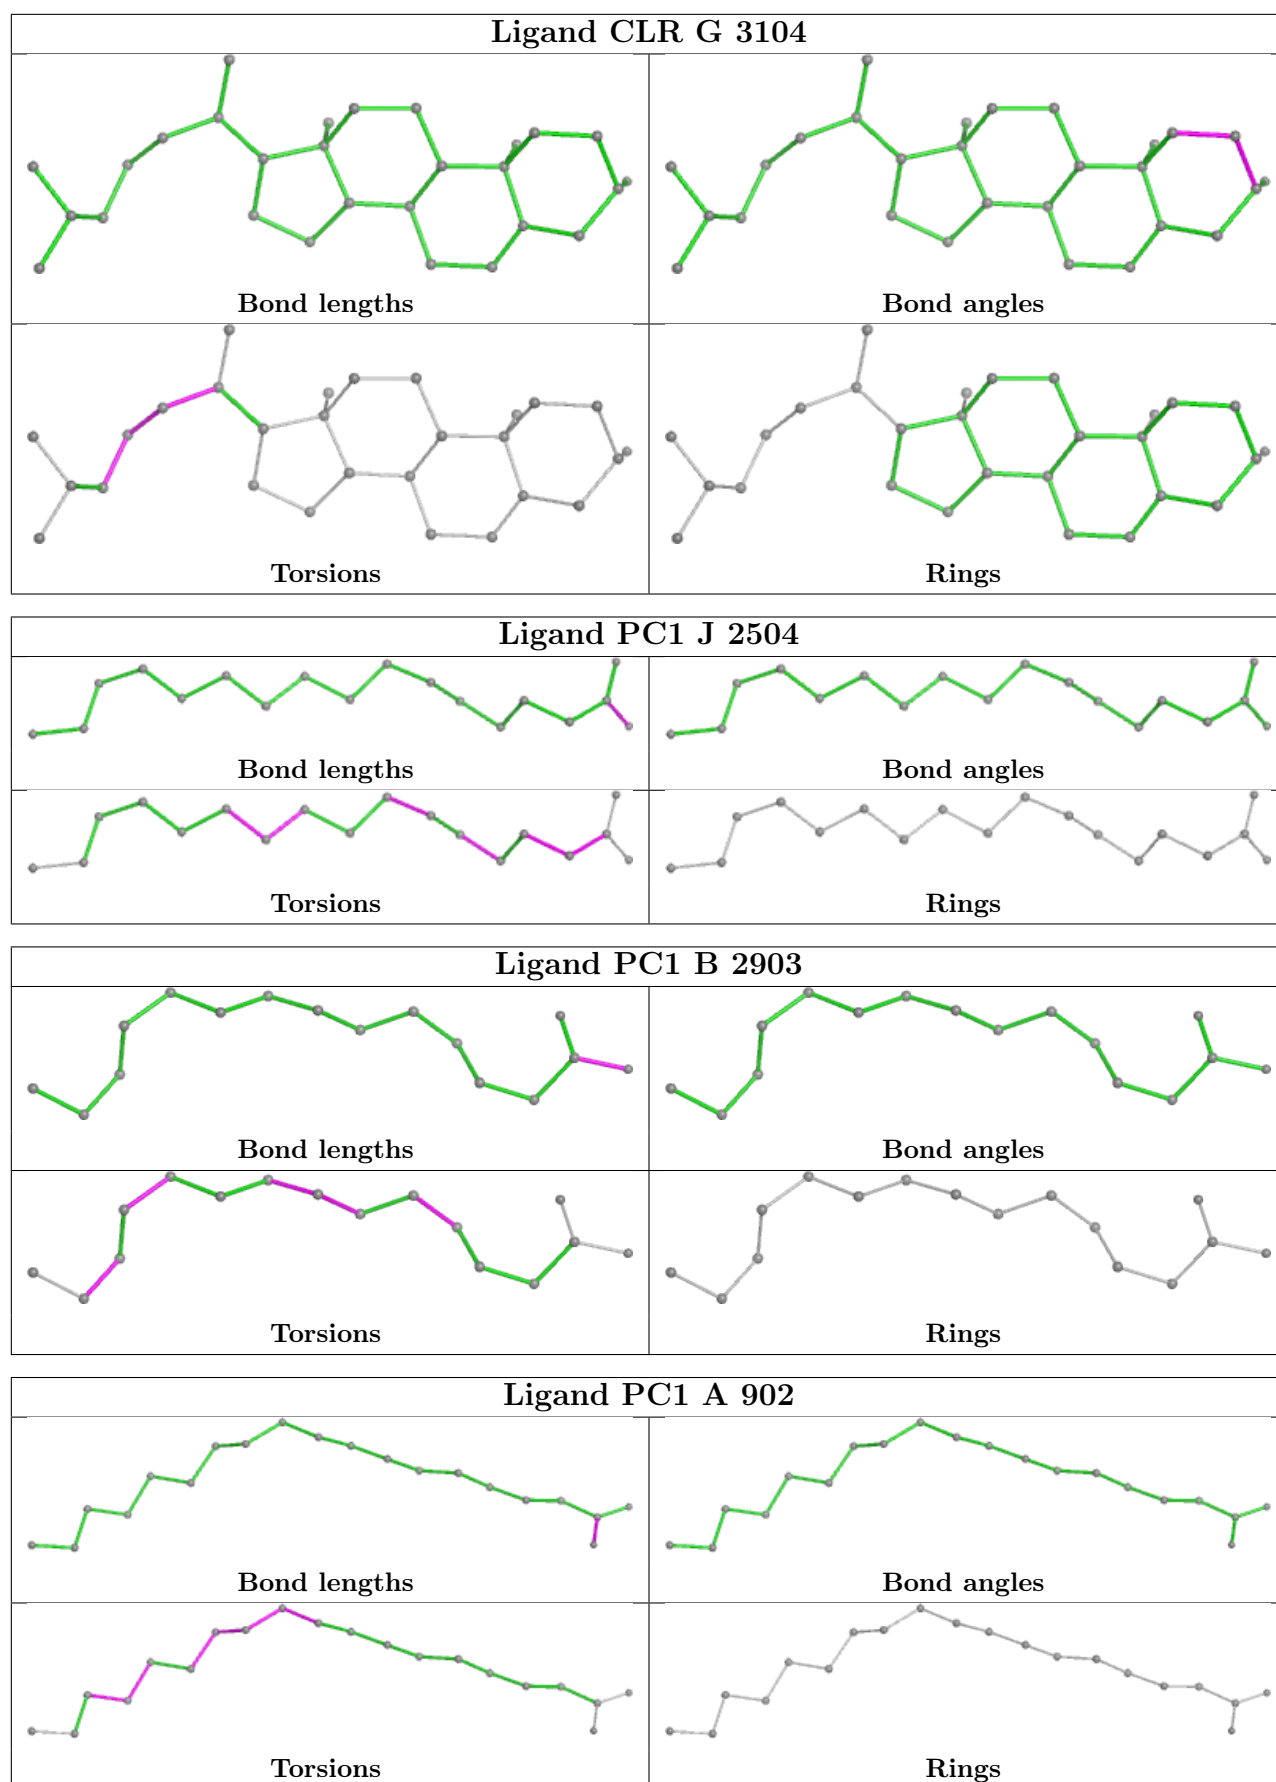 Ligand CLR G 3104
Bond lengths
Bond angles
Torsions
Rings
Ligand PC1 J 2504
Bond lengths
Bond angles
Torsions
Rings
Ligand PC1 B 2903
Bond lengths
Bond angles
Torsions
Rings
Ligand PC1 A 902
Bond lengths
Bond angles
Torsions
Rings